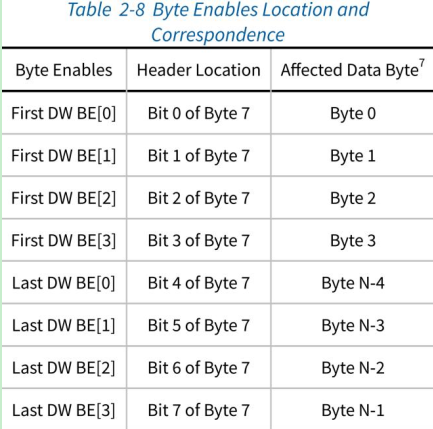 Table 2-8 Byte Enables Location and
Correspondence
Byte Enables Header Location Affected Data Byte7
First DW BE[0] Bit 0 of Byte 7 Byte 0
First DW BE[1] Bit 1 of Byte 7 Byte 1
First DW BE[2] Bit 2 of Byte 7 Byte 2
First DW BE[3] Bit 3 of Byte 7 Byte 3
Last DW BE[0] Bit 4 of Byte 7 Byte N-4
Last DW BE[1] Bit 5 of Byte 7 Byte N-3
Last DW BE[2] Bit 6 of Byte 7 Byte N-2
Last DW BE[3] Bit 7 of Byte 7 Byte N-1